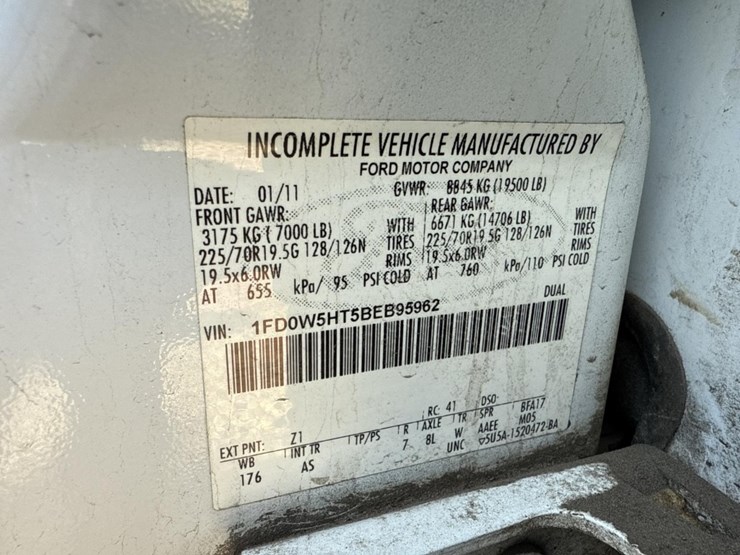 INCOMPLETE VEHICLE MANUFACTURED BY
FORD MOTOR COMPANY
DATE: 01/11 GVWR: 8845 KG (19500 LB)
FRONT GAWR: REAR GAWR:
3175 KG ( 7000 LB) WITH 6671 KG (14706 LB) WITH
225/70R19.5G 128/126N TIRES 225/70R19.5G 128/126N TIRES
19.5x6.0RW RIMS 19.5x6.0RW RIMS
AT 655 kPa/ 95 PSI COLD AT 760 kPa/110 PSI COLD
DUAL
VIN: 1FD0W5HT5BEB95962
EXT PNT: Z1 RC: 41 DSO:
WB INT TR TP/PS R AXLE TR SPR BFA17
176 AS 7 8L W AAEE M05
UNC 5U5A-1520472-BA